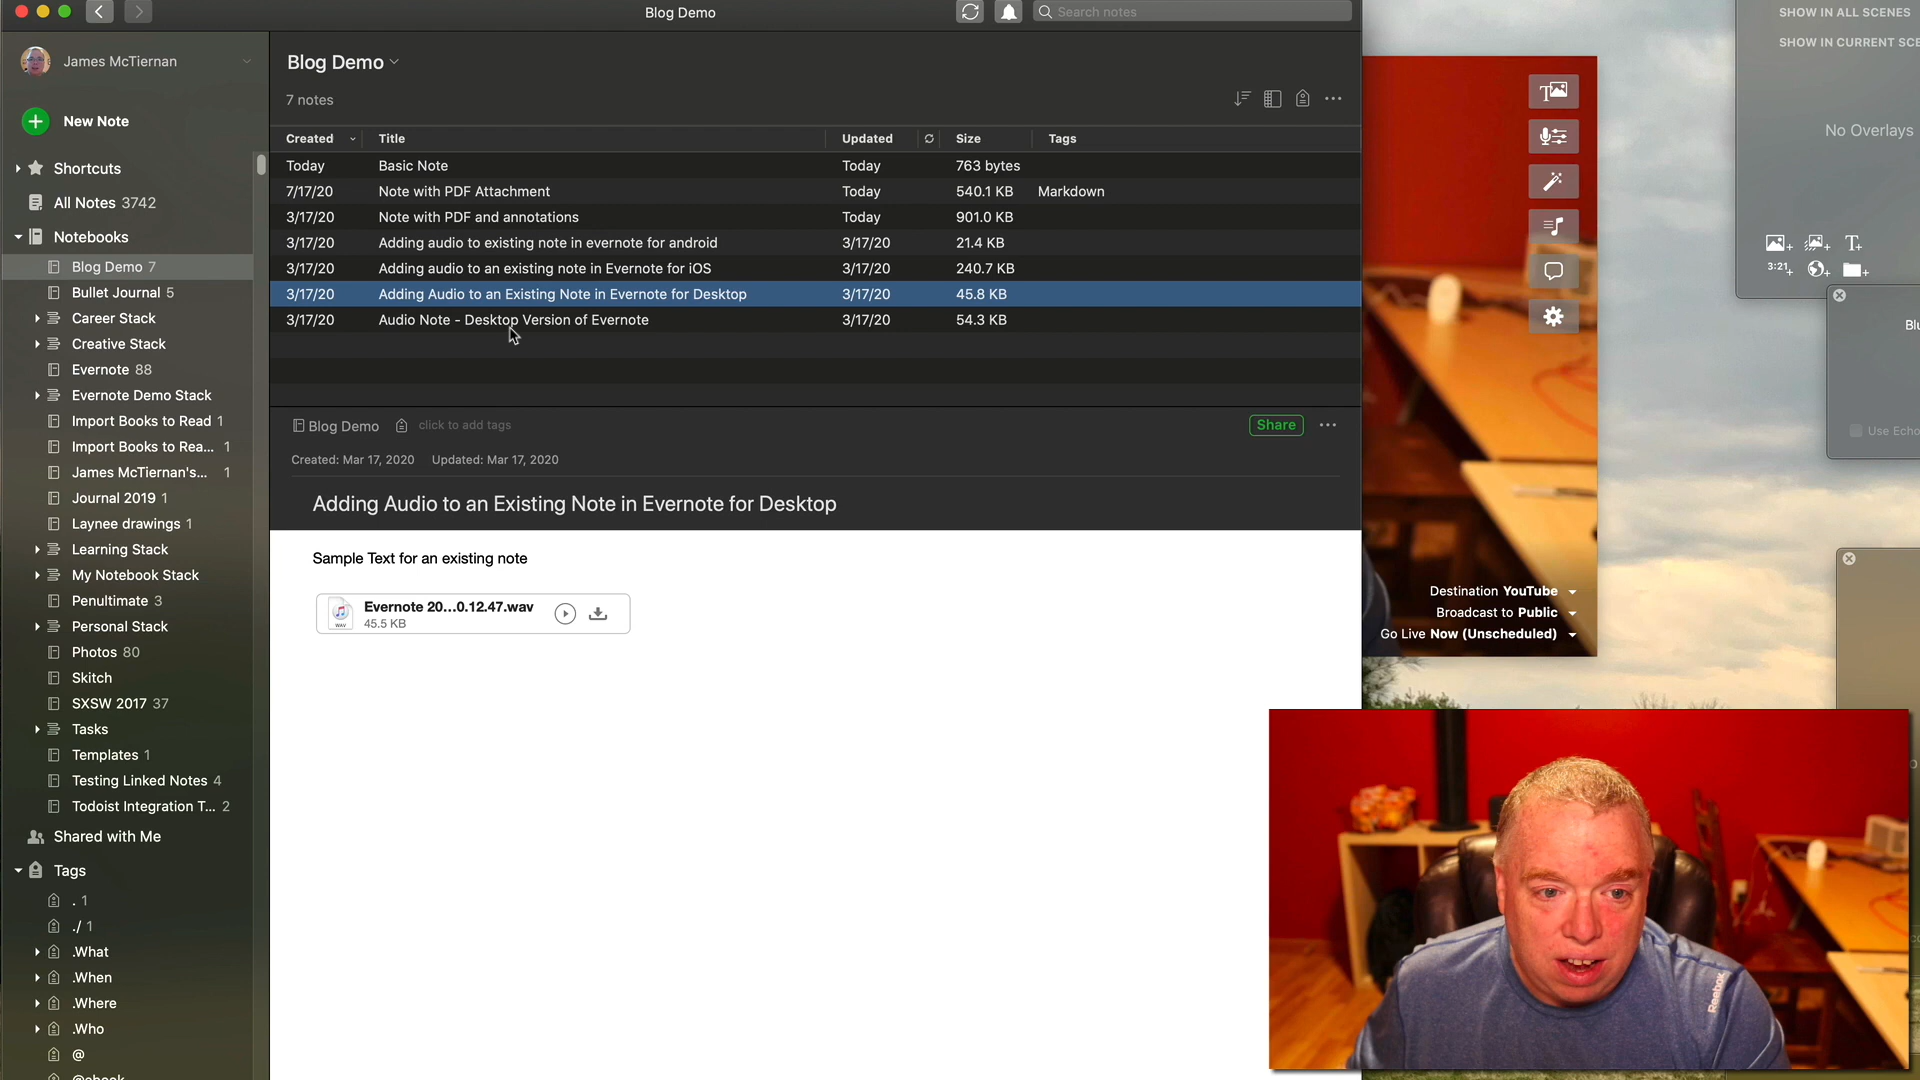 Blog Demo
Search notes
James McTiernan
New Note
Shortcuts
All Notes 3742
Notebooks
Blog Demo 7
Bullet Journal 5
Career Stack
Creative Stack
Evernote 88
Evernote Demo Stack
Import Books to Read 1
Import Books to Rea... 1
James McTiernan's... 1
Journal 2019 1
Laynee drawings 1
Learning Stack
My Notebook Stack
Penultimate 3
Personal Stack
Photos 80
Skitch
SXSW 2017 37
Tasks
Templates 1
Testing Linked Notes 4
Todoist Integration T... 2
Shared with Me
Tags
. 1
./ 1
.What
.When
.Where
.Who
@
Blog Demo
7 notes
Created Title Updated Size Tags
Today Basic Note Today 763 bytes
7/17/20 Note with PDF Attachment Today 540.1 KB Markdown
3/17/20 Note with PDF and annotations Today 901.0 KB
3/17/20 Adding audio to existing note in evernote for android 3/17/20 21.4 KB
3/17/20 Adding audio to an existing note in Evernote for iOS 3/17/20 240.7 KB
3/17/20 Adding Audio to an Existing Note in Evernote for Desktop 3/17/20 45.8 KB
3/17/20 Audio Note - Desktop Version of Evernote 3/17/20 54.3 KB
Blog Demo click to add tags Share
Created: Mar 17, 2020 Updated: Mar 17, 2020
Adding Audio to an Existing Note in Evernote for Desktop
Sample Text for an existing note
Evernote 20...0.12.47.wav
45.5 KB
WAV
SHOW IN ALL SCENES
SHOW IN CURRENT SCE
No Overlays
3:21+
Blu
Use Echo
Destination YouTube
Broadcast to Public
Go Live Now (Unscheduled)
Reebok